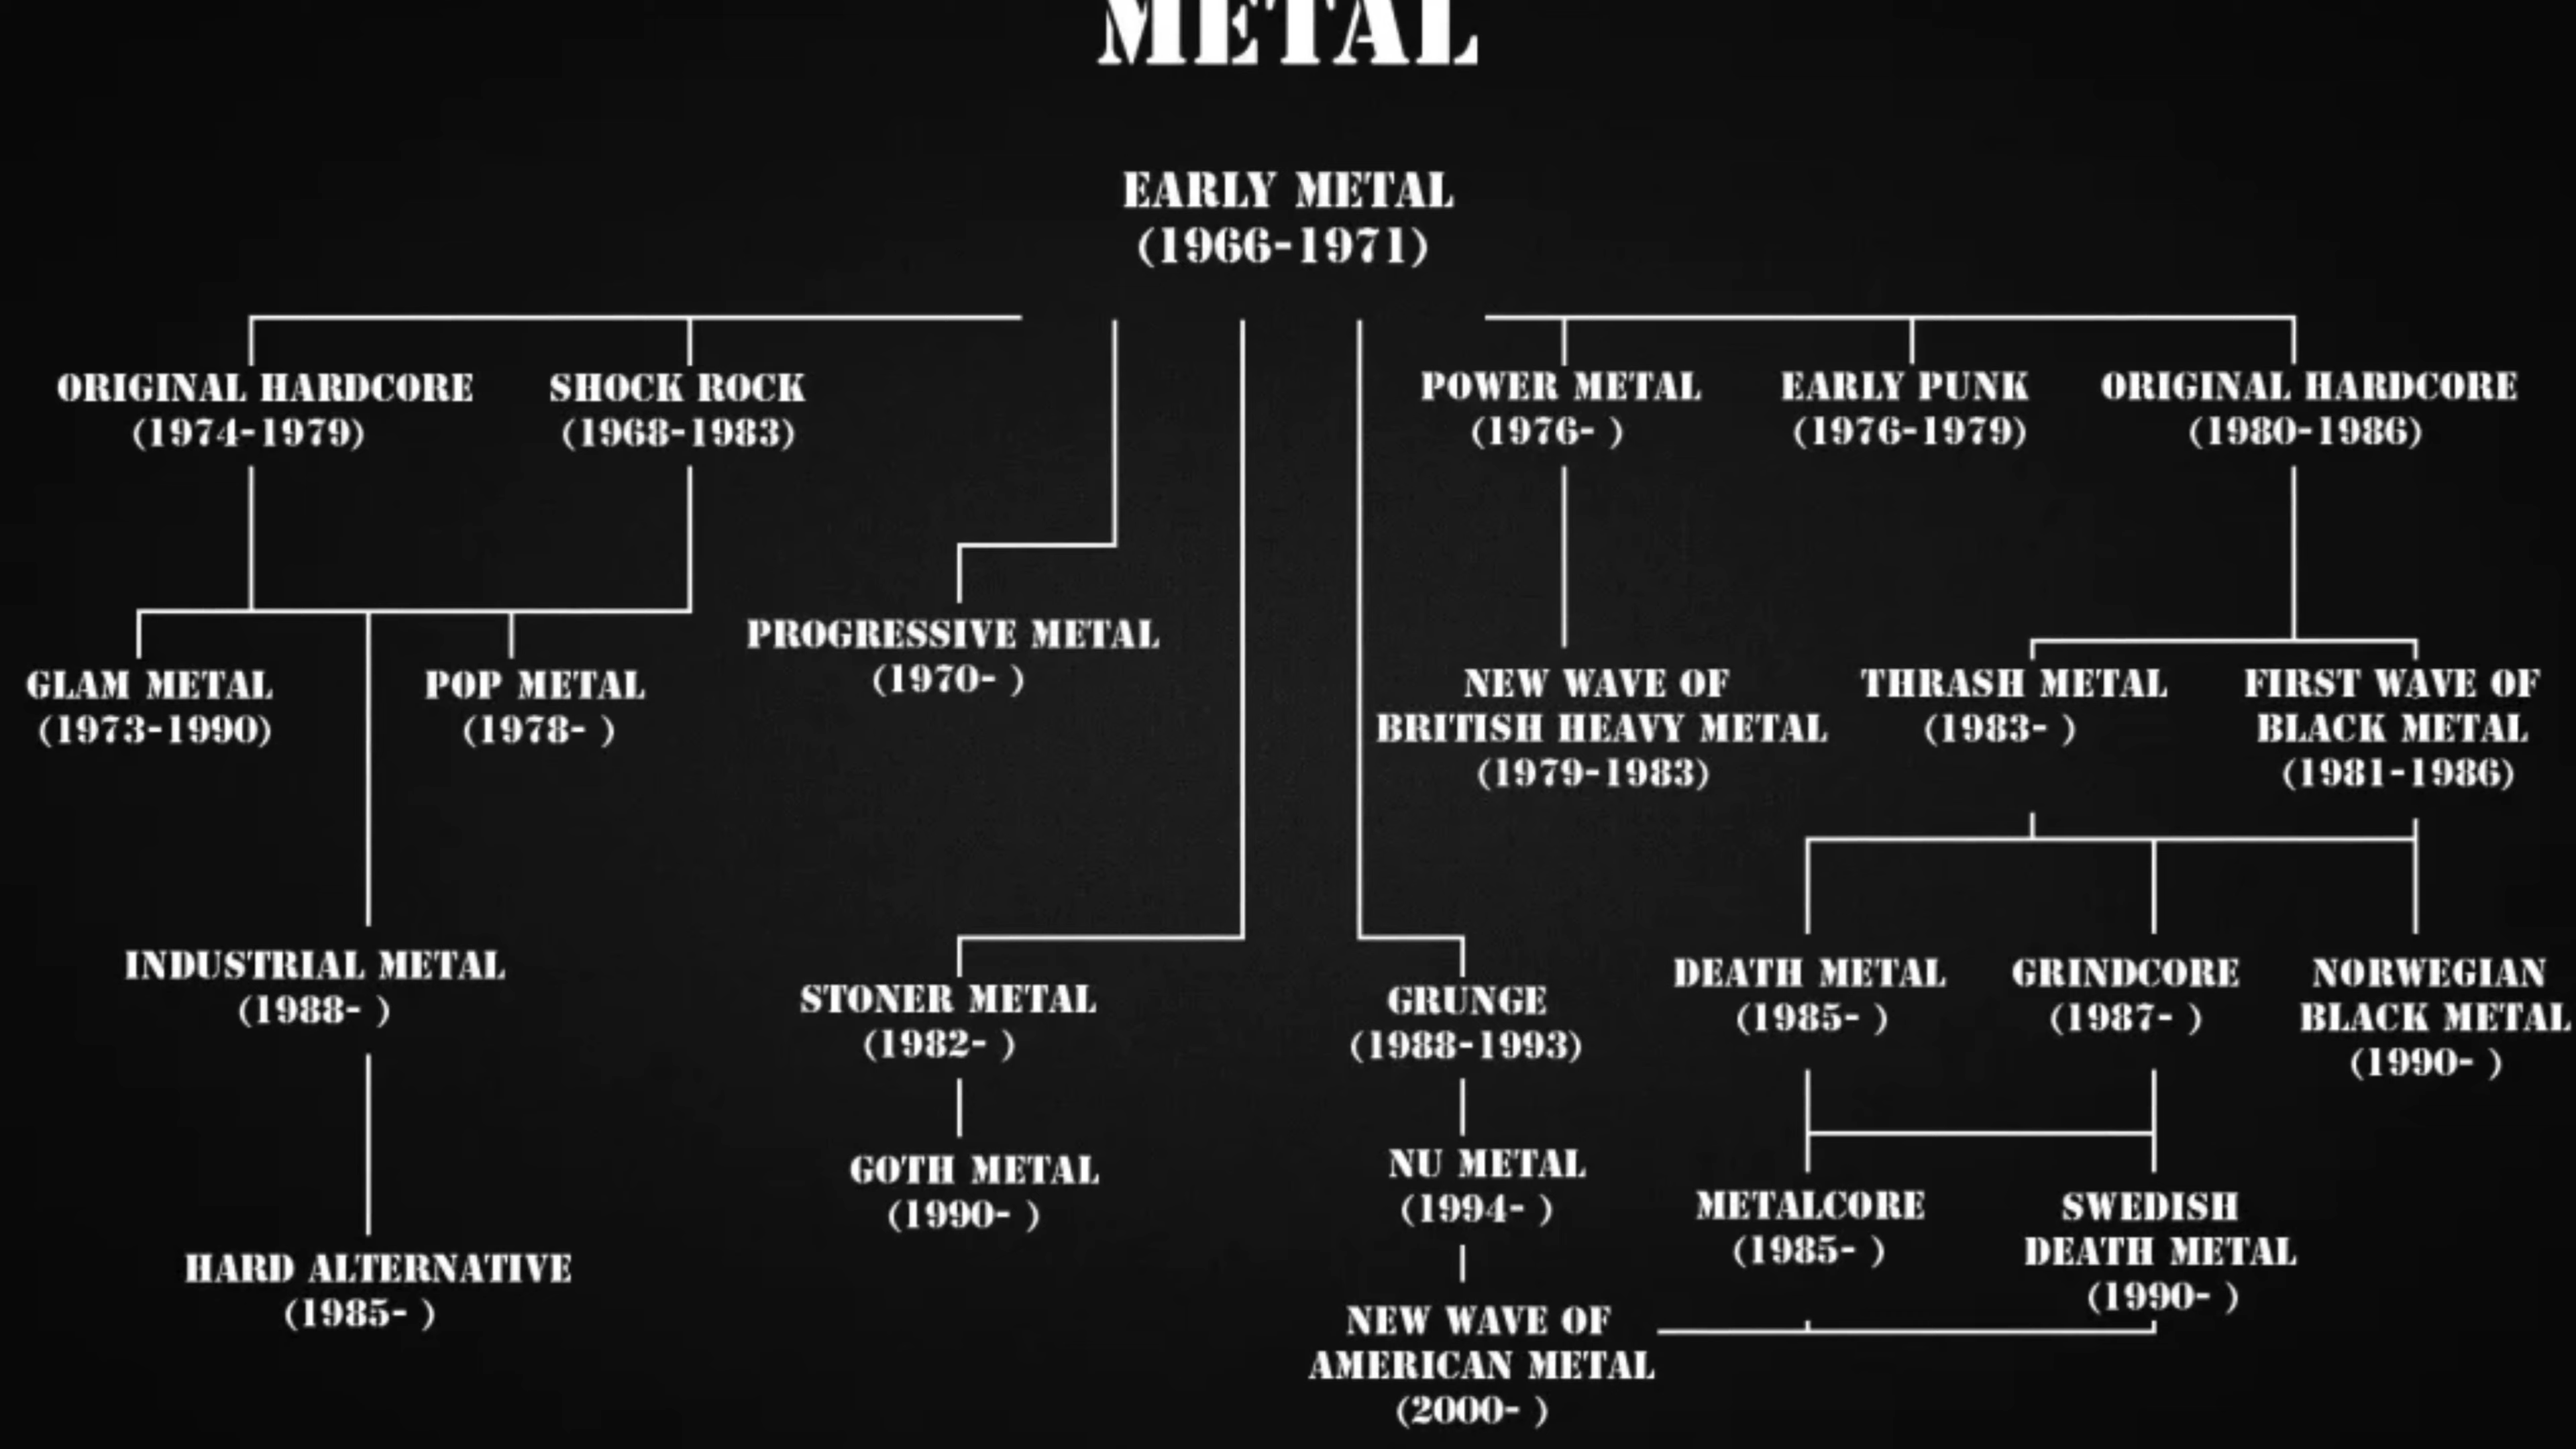 METAL
EARLY METAL
(1966-1971)
ORIGINAL HARDCORE
(1974-1979)
SHOCK ROCK
(1968-1983)
POWER METAL
(1976- )
EARLY PUNK
(1976-1979)
ORIGINAL HARDCORE
(1980-1986)
GLAM METAL
(1973-1990)
POP METAL
(1978- )
PROGRESSIVE METAL
(1970- )
NEW WAVE OF
BRITISH HEAVY METAL
(1979-1983)
THRASH METAL
(1983- )
FIRST WAVE OF
BLACK METAL
(1981-1986)
INDUSTRIAL METAL
(1988- )
STONER METAL
(1982- )
GRUNGE
(1988-1993)
DEATH METAL
(1985- )
GRINDCORE
(1987- )
NORWEGIAN
BLACK METAL
(1990- )
GOTH METAL
(1990- )
NU METAL
(1994- )
METALCORE
(1985- )
SWEDISH
DEATH METAL
(1990- )
HARD ALTERNATIVE
(1985- )
NEW WAVE OF
AMERICAN METAL
(2000- )